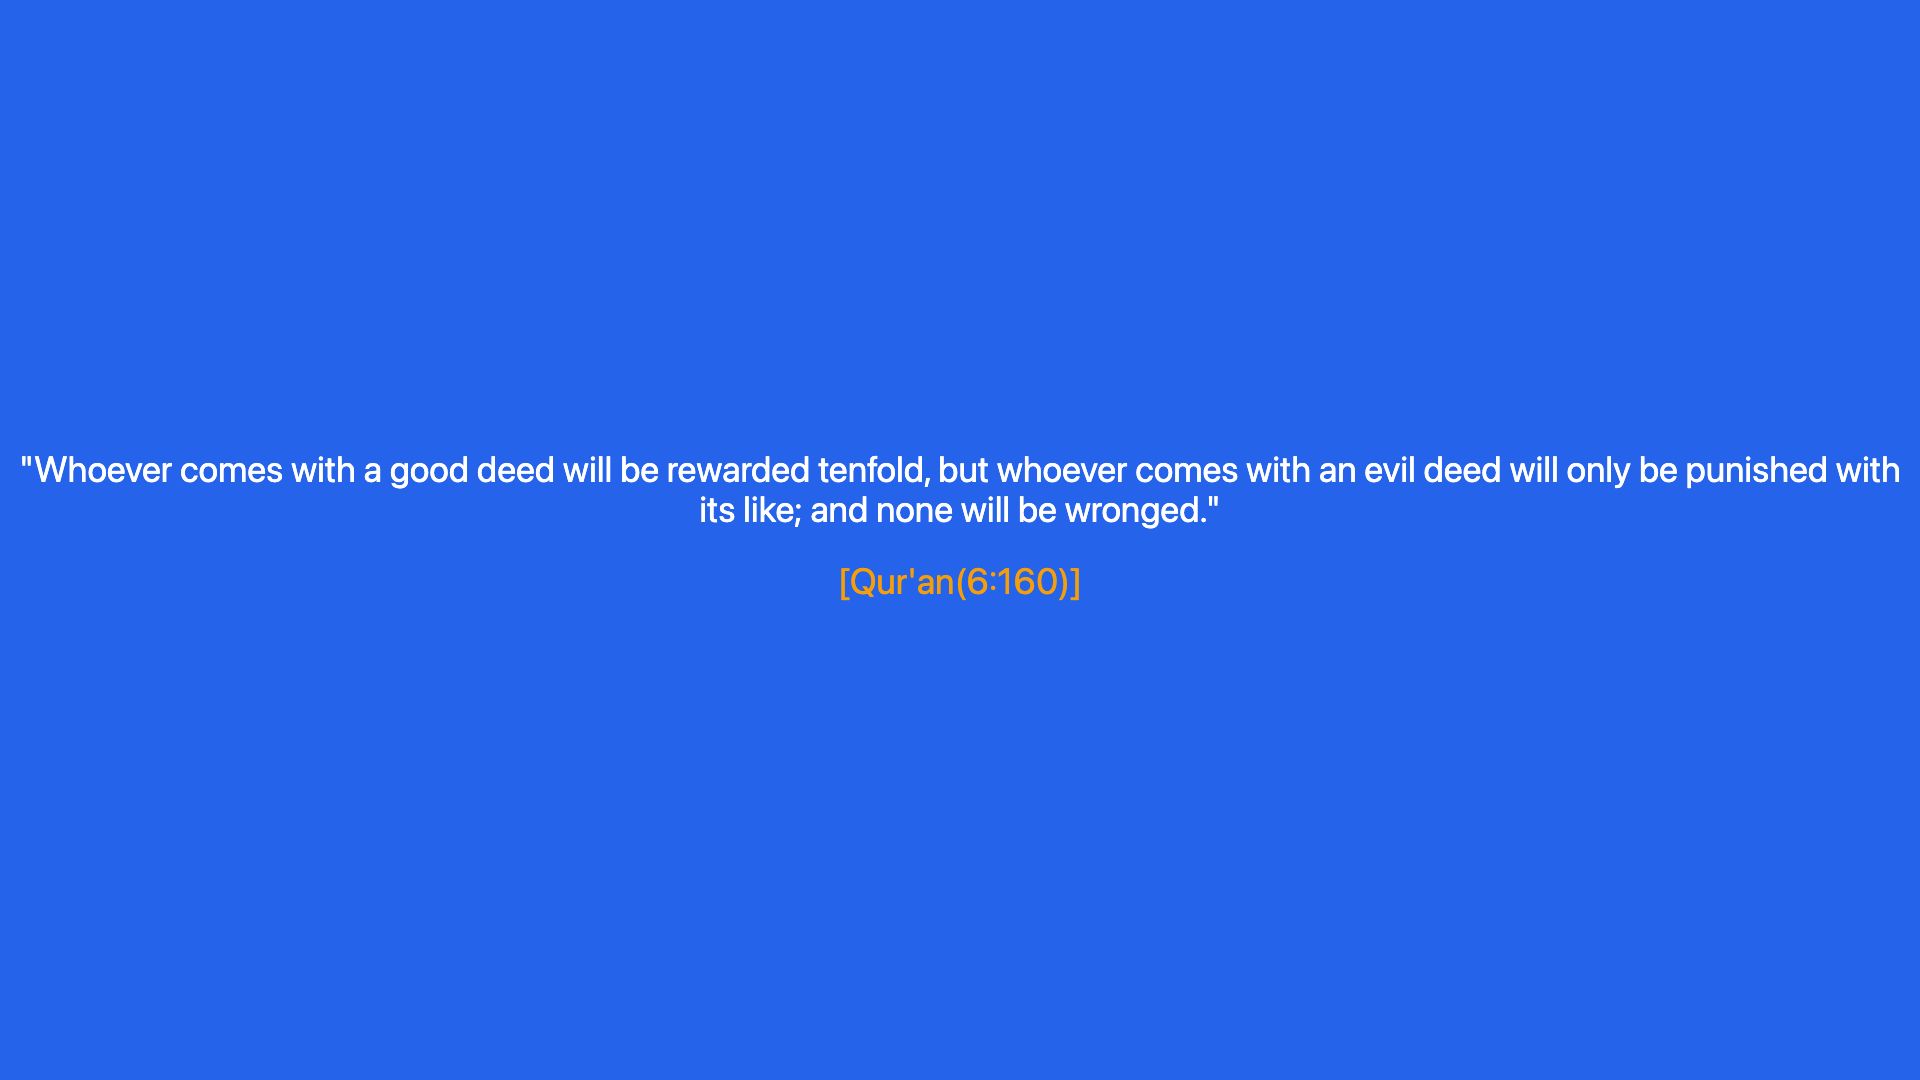 "Whoever comes with a good deed will be rewarded tenfold, but whoever comes with an evil deed will only be punished with
its like; and none will be wronged."
[Qur'an(6:160)]